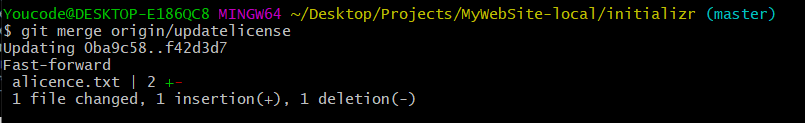 Youcode@DESKTOP-E186QC8 MINGW64 ~/Desktop/Projects/MyWebSite-local/initializr (master)
$ git merge origin/updatelicense
Updating 0ba9c58..f42d3d7
Fast-forward
 alicence.txt | 2 +-
 1 file changed, 1 insertion(+), 1 deletion(-)